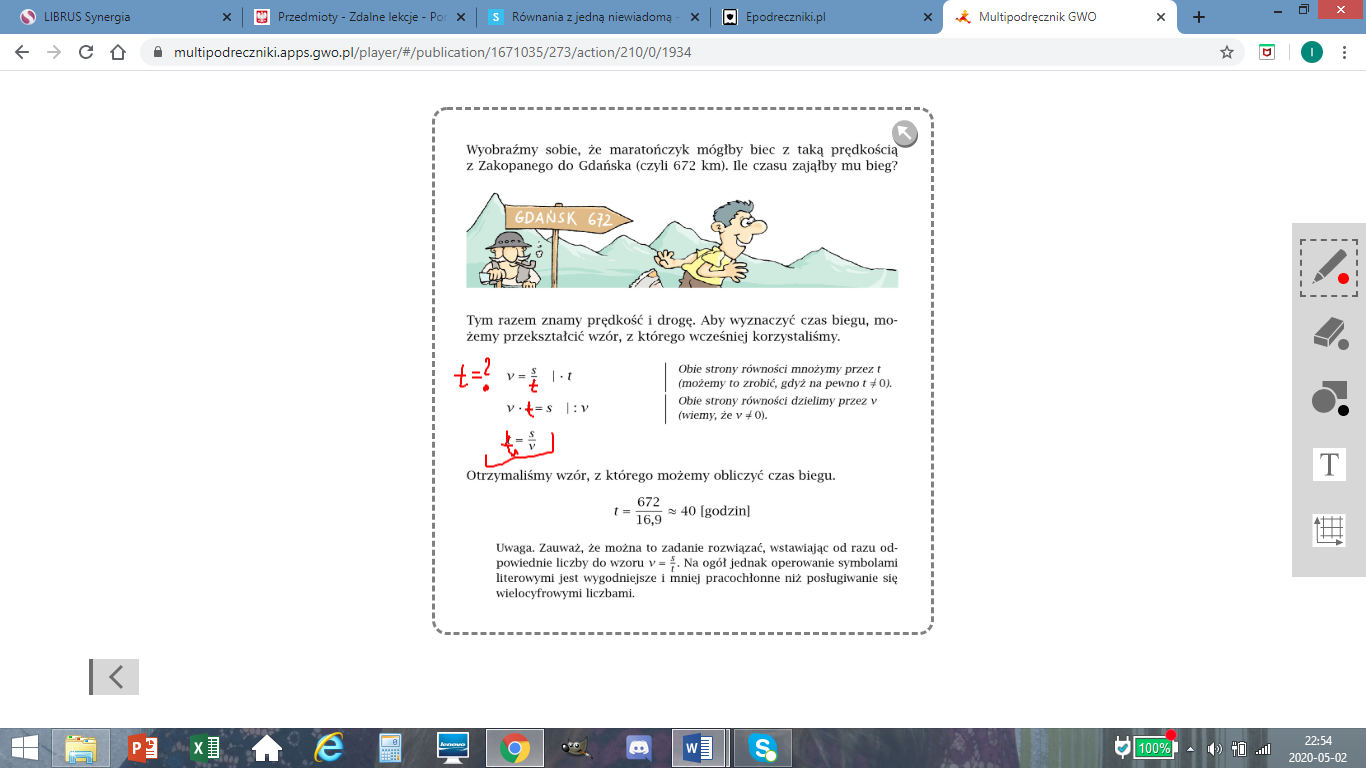 LIBRUS Synergia
Przedmioty - Zdalne lekcje - Por
Równania z jedną niewiadomą -
Epodreczniki.pl
Multipodręcznik GWO
multipodreczniki.apps.gwo.pl/player/#/publication/1671035/273/action/210/0/1934
I
Wyobraźmy sobie, że maratończyk mógłby biec z taką prędkością
z Zakopanego do Gdańska (czyli 672 km). Ile czasu zająłby mu bieg?
GDAŃSK 672
Tym razem znamy prędkość i drogę. Aby wyznaczyć czas biegu, mo-
żemy przekształcić wzór, z którego wcześniej korzystaliśmy.
t=? v = s/t | · t
Obie strony równości mnożymy przez t
(możemy to zrobić, gdyż na pewno t ≠ 0).
v · t = s | : v
Obie strony równości dzielimy przez v
(wiemy, że v ≠ 0).
t = s/v
Otrzymaliśmy wzór, z którego możemy obliczyć czas biegu.
t = 672/16,9 ≈ 40 [godzin]
Uwaga. Zauważ, że można to zadanie rozwiązać, wstawiając od razu od-
powiednie liczby do wzoru v = s/t. Na ogół jednak operowanie symbolami
literowymi jest wygodniejsze i mniej pracochłonne niż posługiwanie się
wielocyfrowymi liczbami.
T
lenovo
100%
22:54
2020-05-02